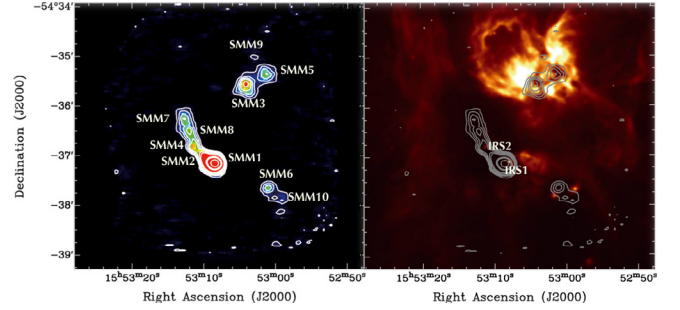 −54°34′
−35′
−36′
−37′
−38′
−39′
Declination (J2000)
SMM9
SMM5
SMM3
SMM7
SMM8
SMM4
SMM2
SMM1
SMM6
SMM10
IRS2
IRS1
15ʰ53ᵐ20ˢ
53ᵐ10ˢ
53ᵐ00ˢ
15ʰ53ᵐ20ˢ
53ᵐ10ˢ
53ᵐ00ˢ
52ᵐ50ˢ
Right Ascension (J2000)
Right Ascension (J2000)